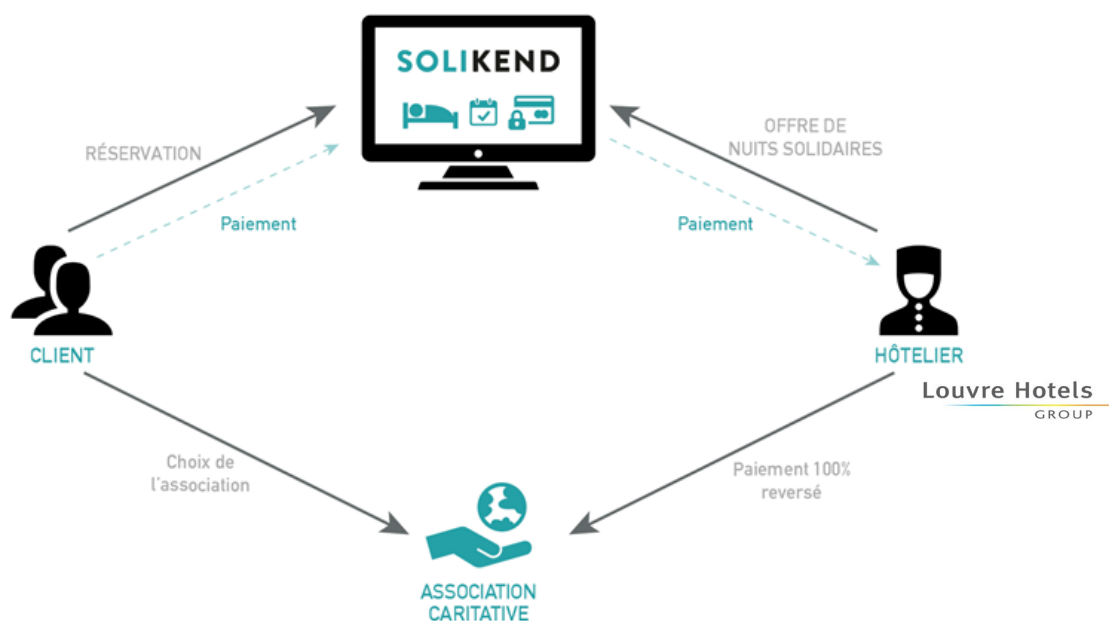 SOLIKEND
RÉSERVATION
OFFRE DE
NUITS SOLIDAIRES
Paiement
Paiement
CLIENT
HÔTELIER
Louvre Hotels
GROUP
Choix de
l'association
Paiement 100%
reversé
ASSOCIATION
CARITATIVE